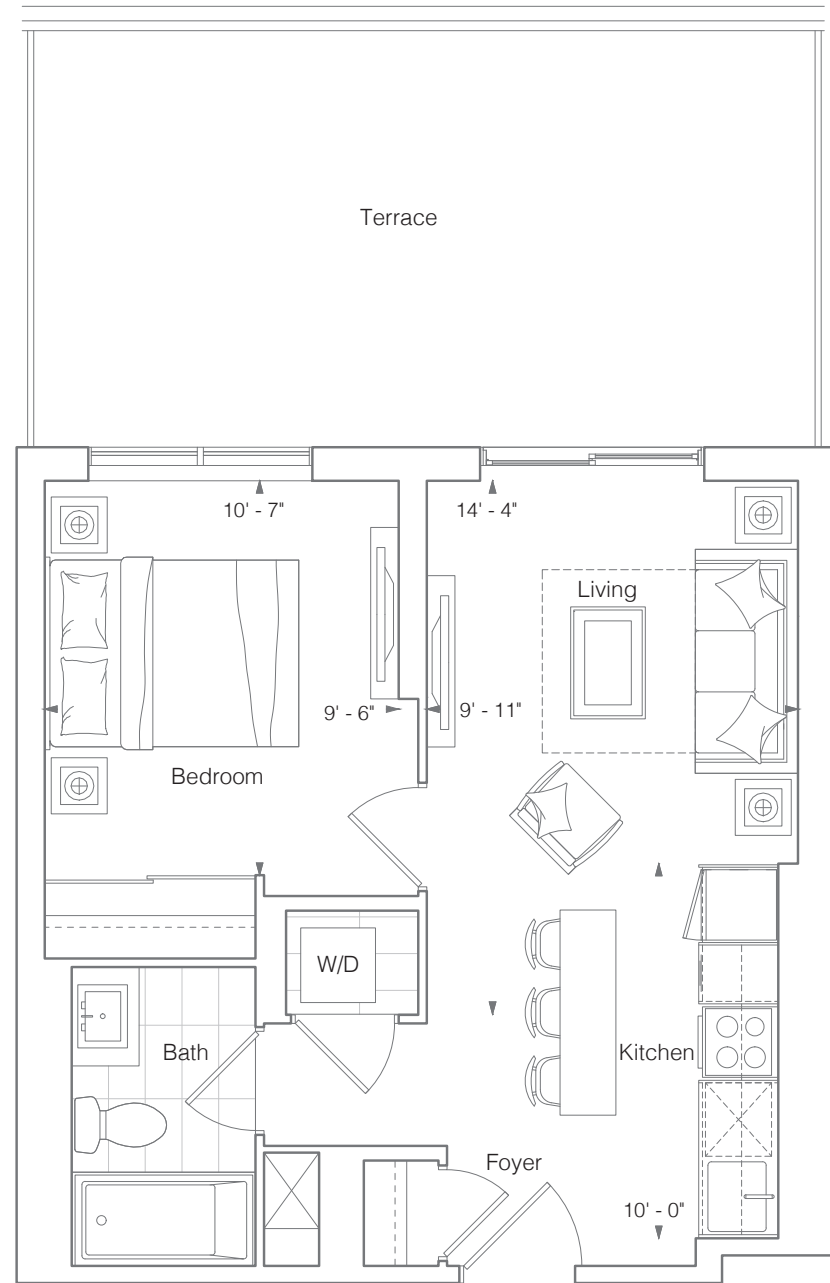 Terrace
10' - 7"
14' - 4"
Living
9' - 6"
9' - 11"
Bedroom
W/D
Bath
Kitchen
Foyer
10' - 0"